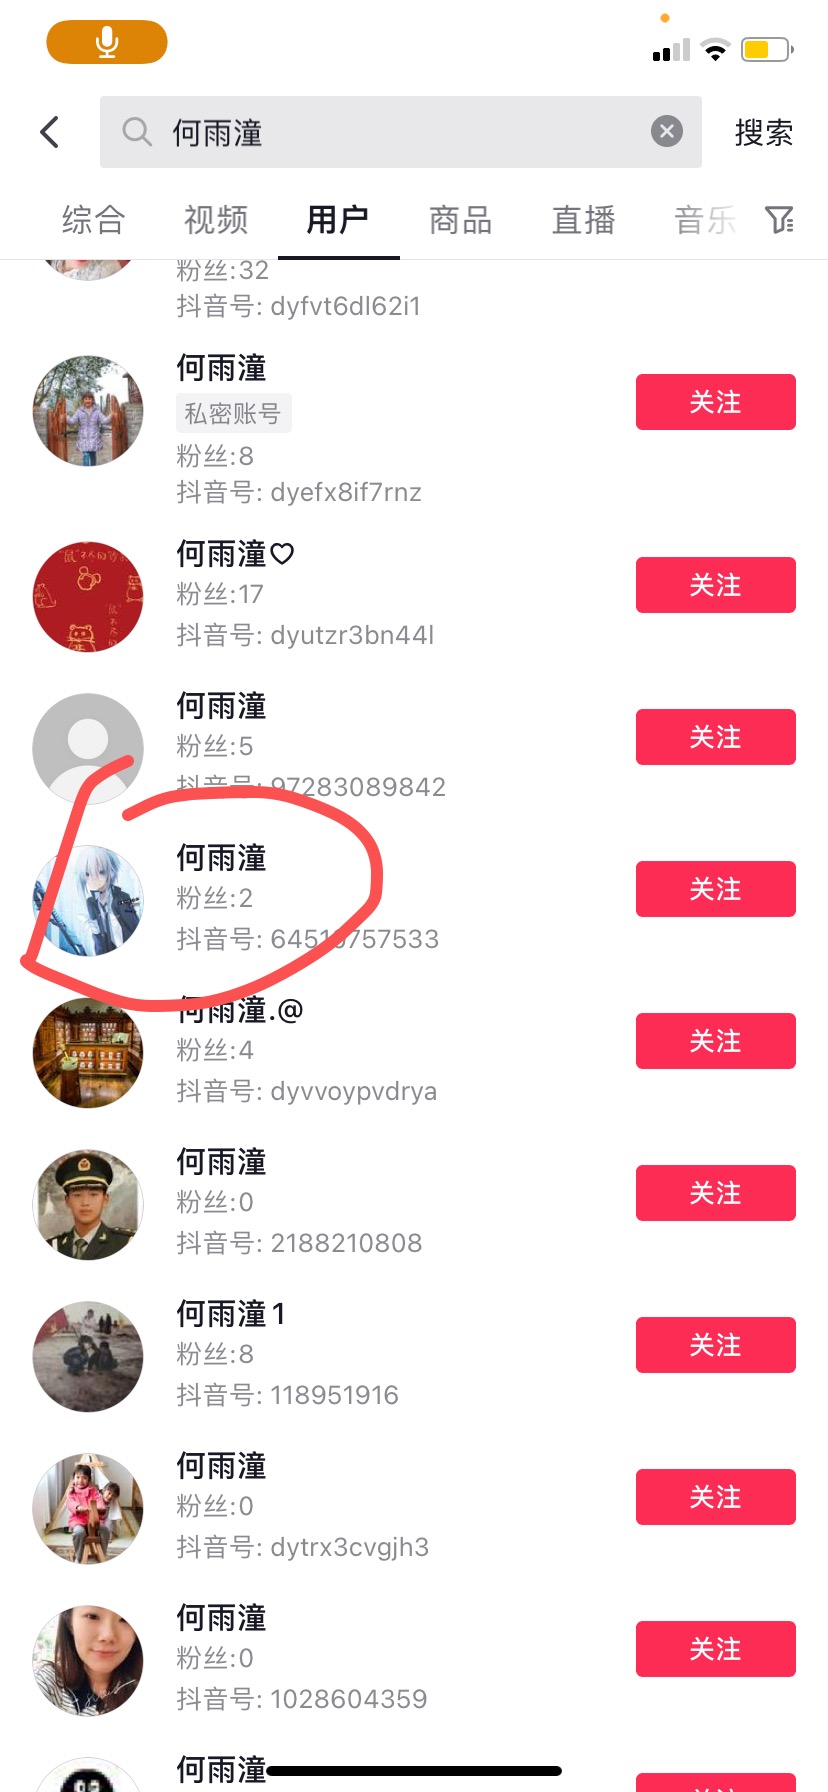 何雨潼
搜索
综合 视频 用户 商品 直播 音乐
粉丝:32
抖音号: dyfvt6dl62i1
何雨潼
私密账号
关注
粉丝:8
抖音号: dyefx8if7rnz
何雨潼♡
粉丝:17
关注
抖音号: dyutzr3bn44l
何雨潼
粉丝:5
关注
抖音号: 97283089842
何雨潼
粉丝:2
关注
何雨潼.@
粉丝:4
关注
抖音号: dyvvoypvdrya
何雨潼
粉丝:0
关注
抖音号: 2188210808
何雨潼1
粉丝:8
关注
抖音号: 118951916
何雨潼
粉丝:0
关注
抖音号: dytrx3cvgjh3
何雨潼
粉丝:0
关注
抖音号: 1028604359
何雨潼